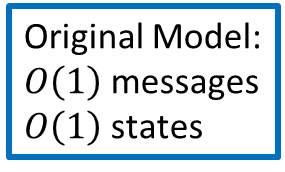 Original Model:
O(1) messages
O(1) states